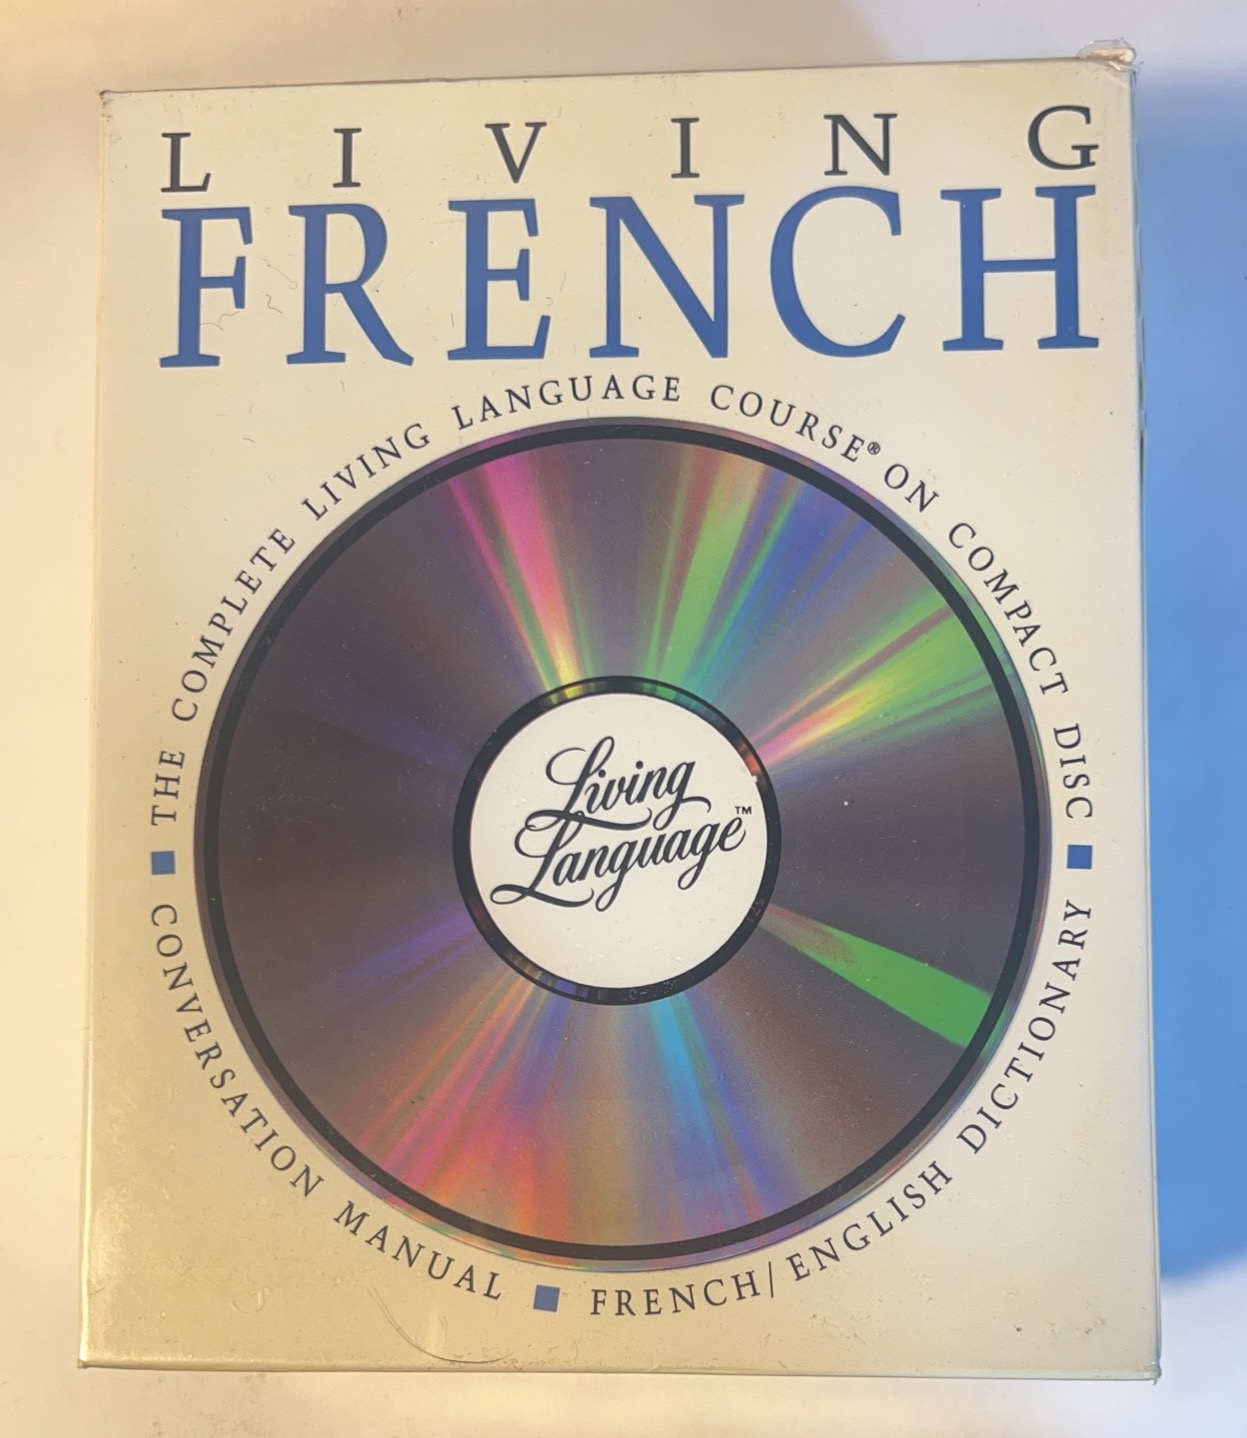 LIVING
FRENCH
THE COMPLETE LIVING LANGUAGE COURSE® ON COMPACT DISC
Living
Language™
CONVERSATION MANUAL ■ FRENCH/ENGLISH DICTIONARY